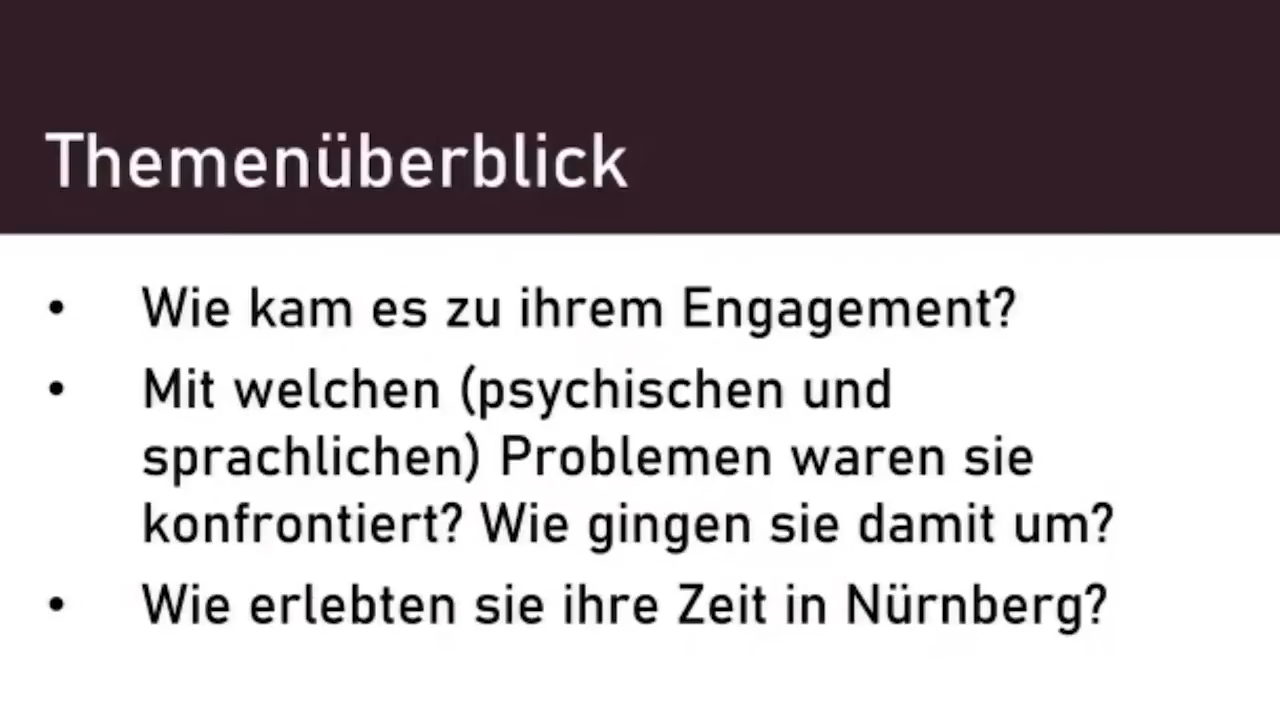 Themenüberblick
• Wie kam es zu ihrem Engagement?
• Mit welchen (psychischen und
sprachlichen) Problemen waren sie
konfrontiert? Wie gingen sie damit um?
• Wie erlebten sie ihre Zeit in Nürnberg?